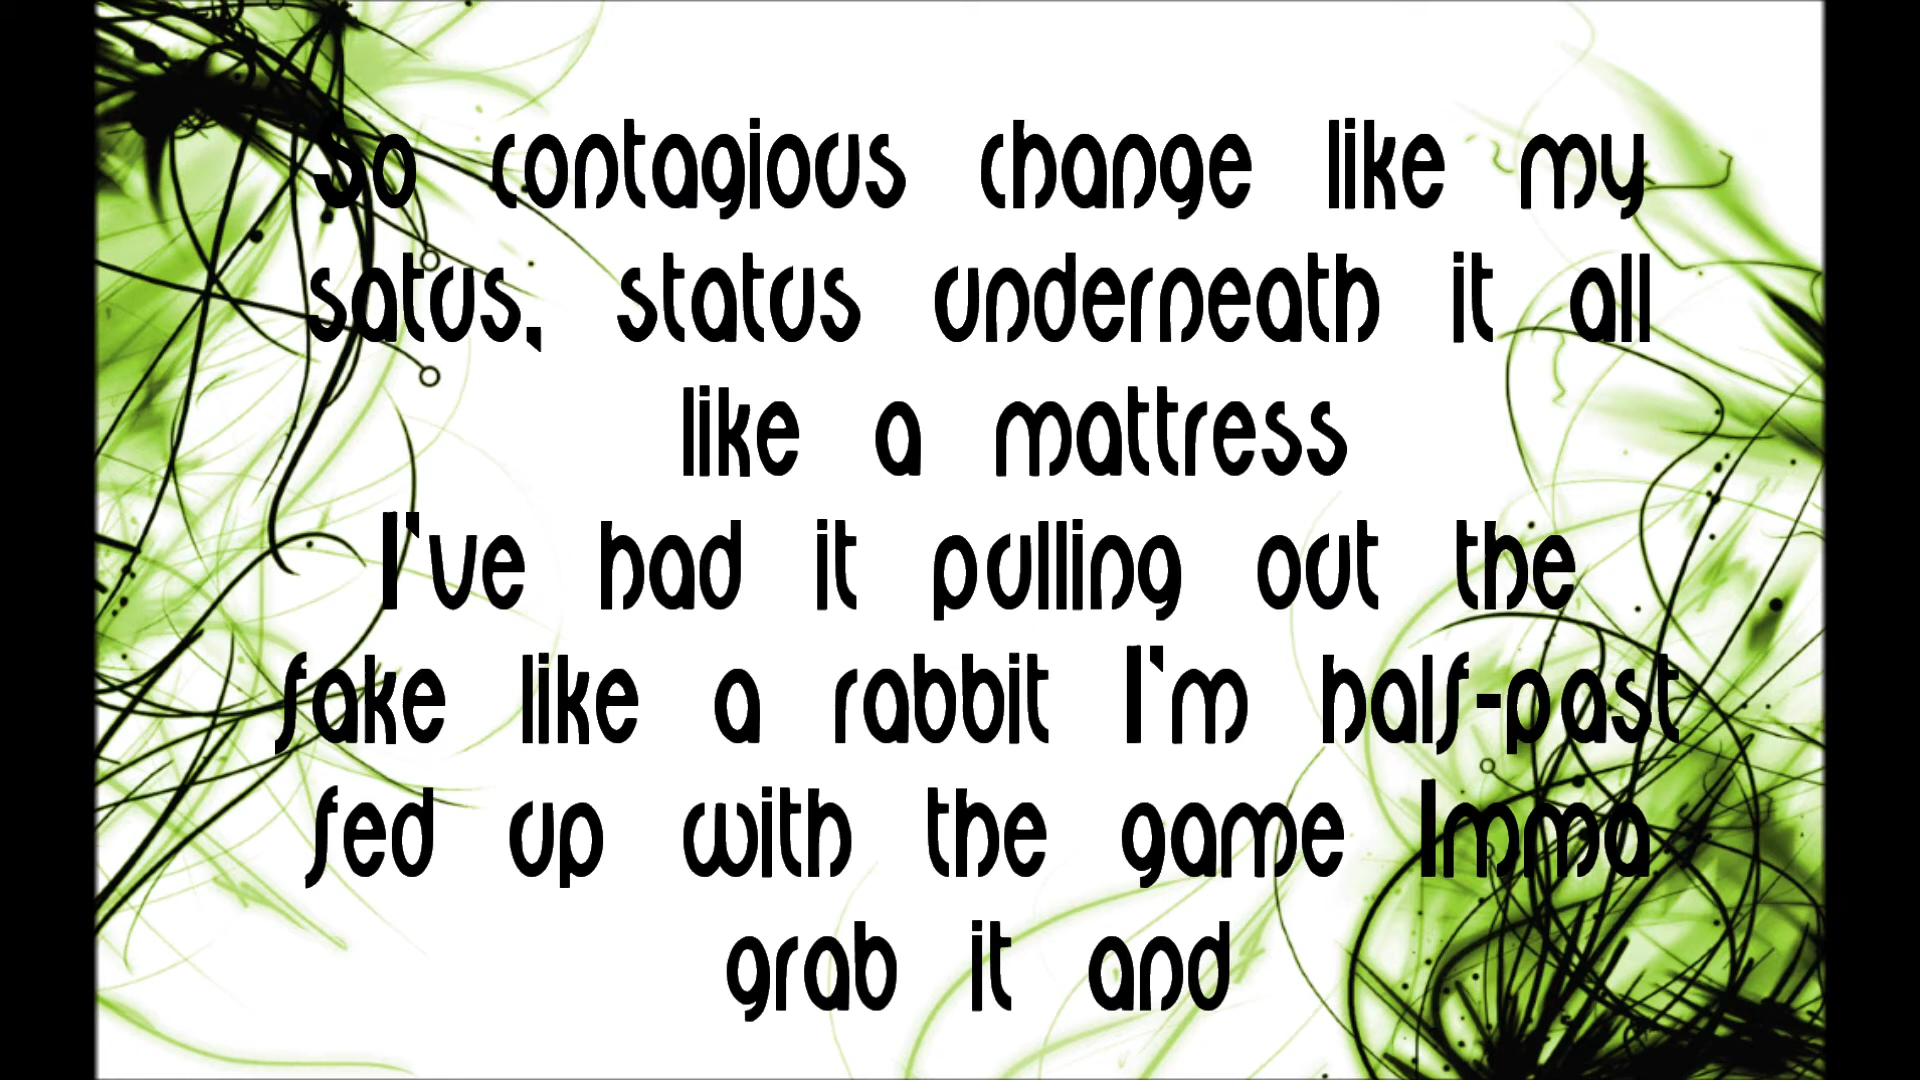 So contagious change like my
satus, status underneath it all
like a mattress
I've had it pulling out the
fake like a rabbit I'm half-past
fed up with the game Imma
grab it and